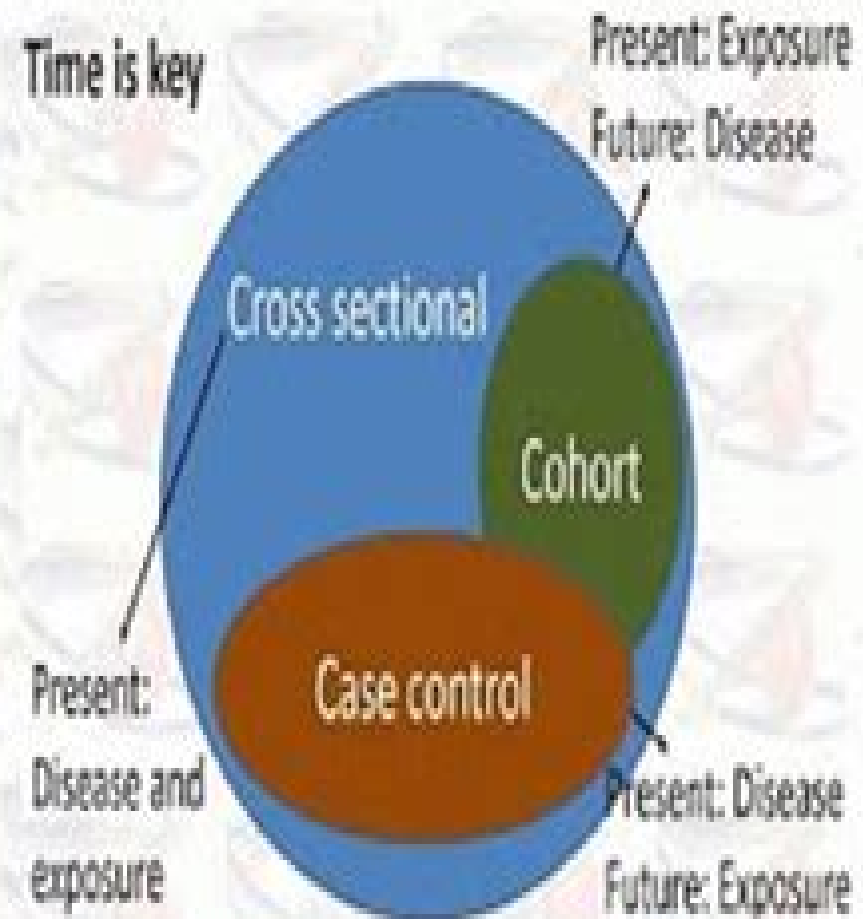 Time is key
Present: Exposure
Future: Disease
Cross sectional
Cohort
Case control
Present:
Disease and
exposure
Present: Disease
Future: Exposure